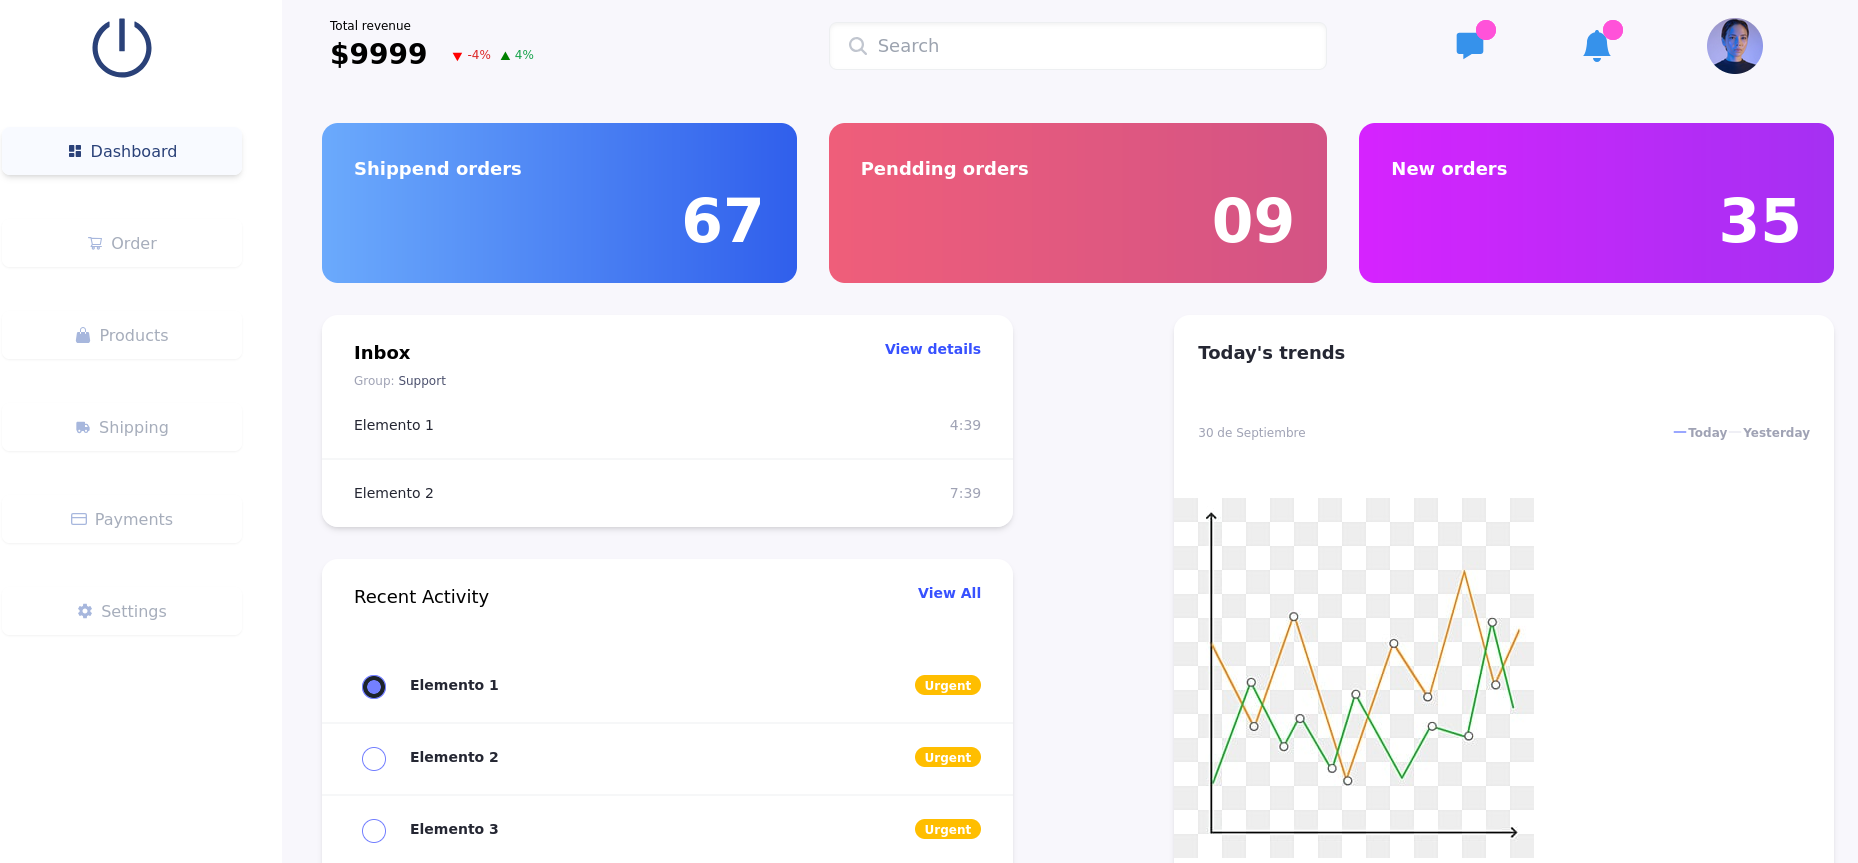 Total revenue
$9999 ▼ -4% ▲ 4%
Search
Dashboard
Order
Products
Shipping
Payments
Settings
Shippend orders
67
Pendding orders
09
New orders
35
Inbox
View details
Group: Support
Elemento 1 4:39
Elemento 2 7:39
Recent Activity
View All
Elemento 1 Urgent
Elemento 2 Urgent
Elemento 3 Urgent
Today's trends
30 de Septiembre
Today Yesterday